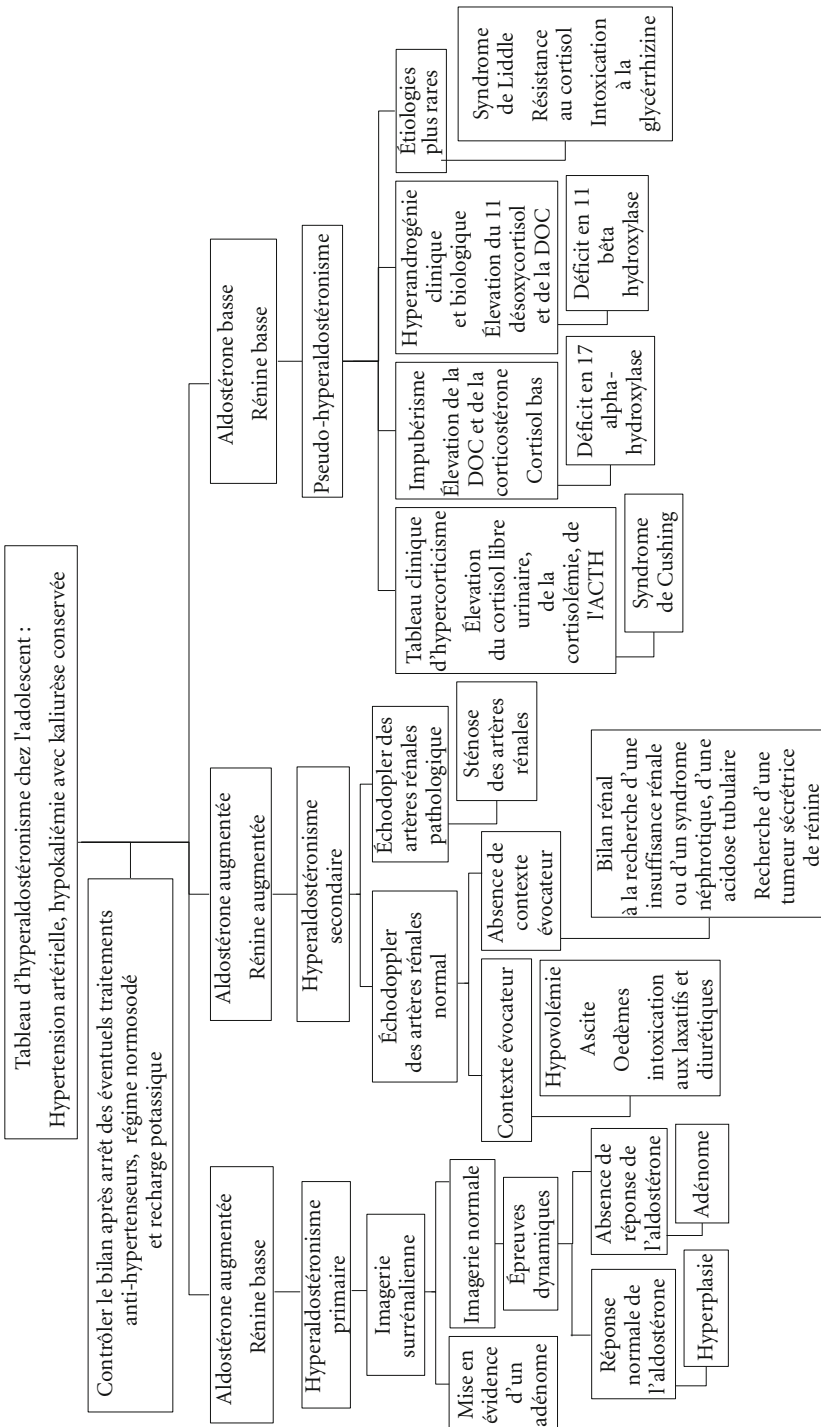 Tableau d'hyperaldostéronisme chez l'adolescent :
Hypertension artérielle, hypokaliémie avec kaliurèse conservée
Contrôler le bilan après arrêt des éventuels traitements
anti-hypertenseurs, régime normosodé
et recharge potassique
Aldostérone augmentée
Rénine basse
Hyperaldostéronisme
primaire
Imagerie
surrénalienne
Mise en
évidence
d'un
adénome
Imagerie normale
Épreuves
dynamiques
Réponse
normale de
l'aldostérone
Hyperplasie
Absence de
réponse de
l'aldostérone
Adénome
Aldostérone augmentée
Rénine augmentée
Hyperaldostéronisme
secondaire
Échodoppler
des artères rénales
normal
Contexte évocateur
Hypovolémie
Ascite
Oedèmes
intoxication
aux laxatifs et
diurétiques
Absence de
contexte
évocateur
Bilan rénal
à la recherche d'une
insuffisance rénale
ou d'un syndrome
néphrotique, d'une
acidose tubulaire
Recherche d'une
tumeur sécrétrice
de rénine
Échodopler des
artères rénales
pathologique
Sténose
des artères
rénales
Aldostérone basse
Rénine basse
Pseudo-hyperaldostéronisme
Tableau clinique
d'hypercorticisme
Élevation
du cortisol libre
urinaire,
de la
cortisolémie, de
l'ACTH
Syndrome
de Cushing
Impubérisme
Élevation de la
DOC et de la
corticostérone
Cortisol bas
Déficit en 17
alpha-
hydroxylase
Hyperandrogénie
clinique
et biologique
Élevation du 11
désoxycortisol
et de la DOC
Déficit en 11
bêta
hydroxylase
Étiologies
plus rares
Syndrome
de Liddle
Résistance
au cortisol
Intoxication
à la
glycérrhizine